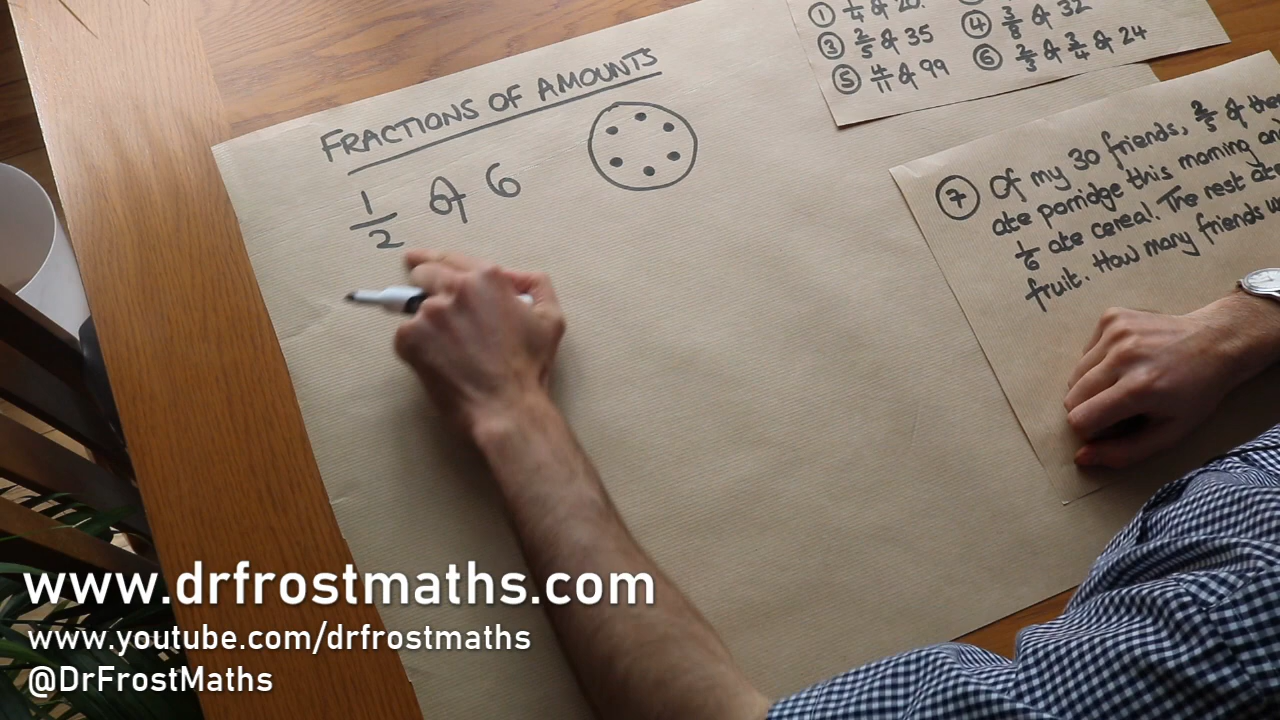 FRACTIONS OF AMOUNTS
1/2 of 6
① 1/4 of 20.
④ 3/8 of 32
③ 2/5 of 35
⑥ 2/3 of 3/4 of 24
⑤ 4/11 of 99
⑦ Of my 30 friends, 2/5 of
ate porridge this morning
1/6 ate cereal. The rest ate
fruit. How many friends
www.drfrostmaths.com
www.youtube.com/drfrostmaths
@DrFrostMaths